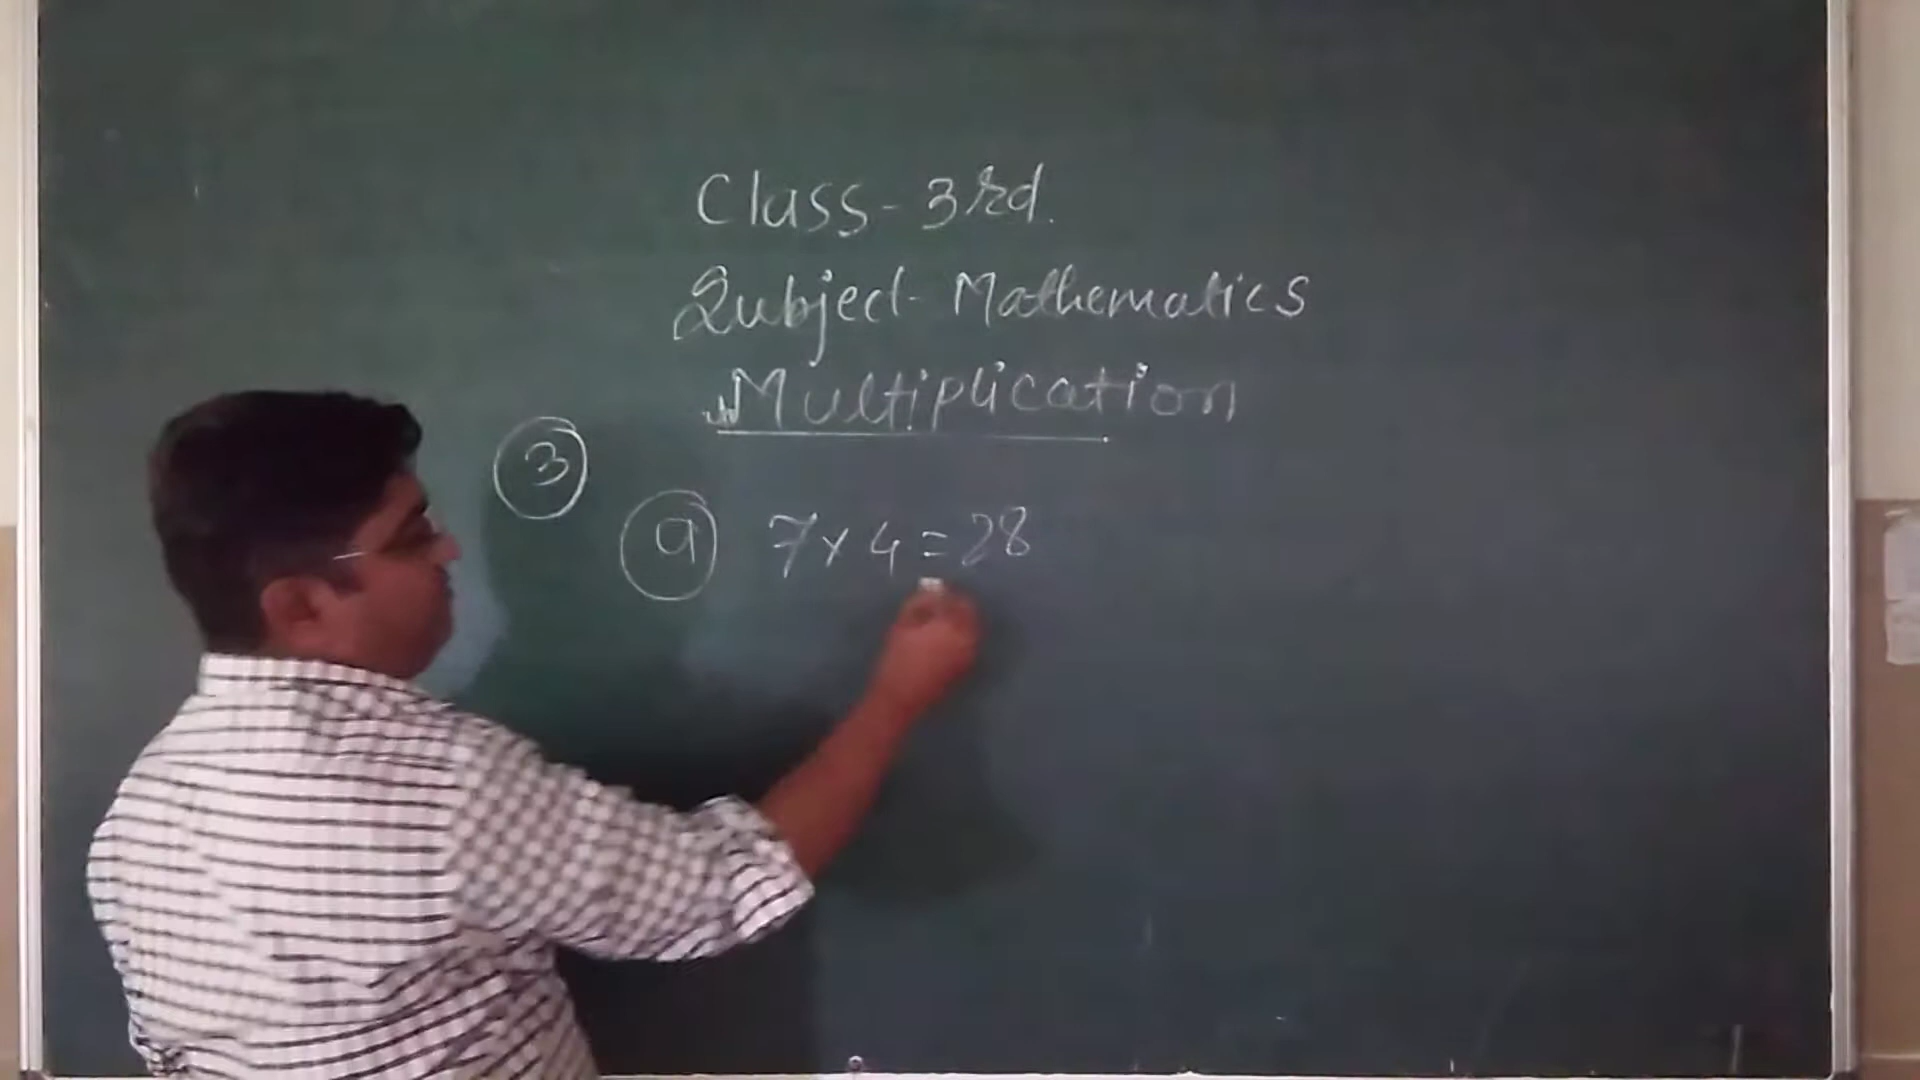 Class-3rd.
Subject-Mathematics
Multiplication
3
9 7×4=28